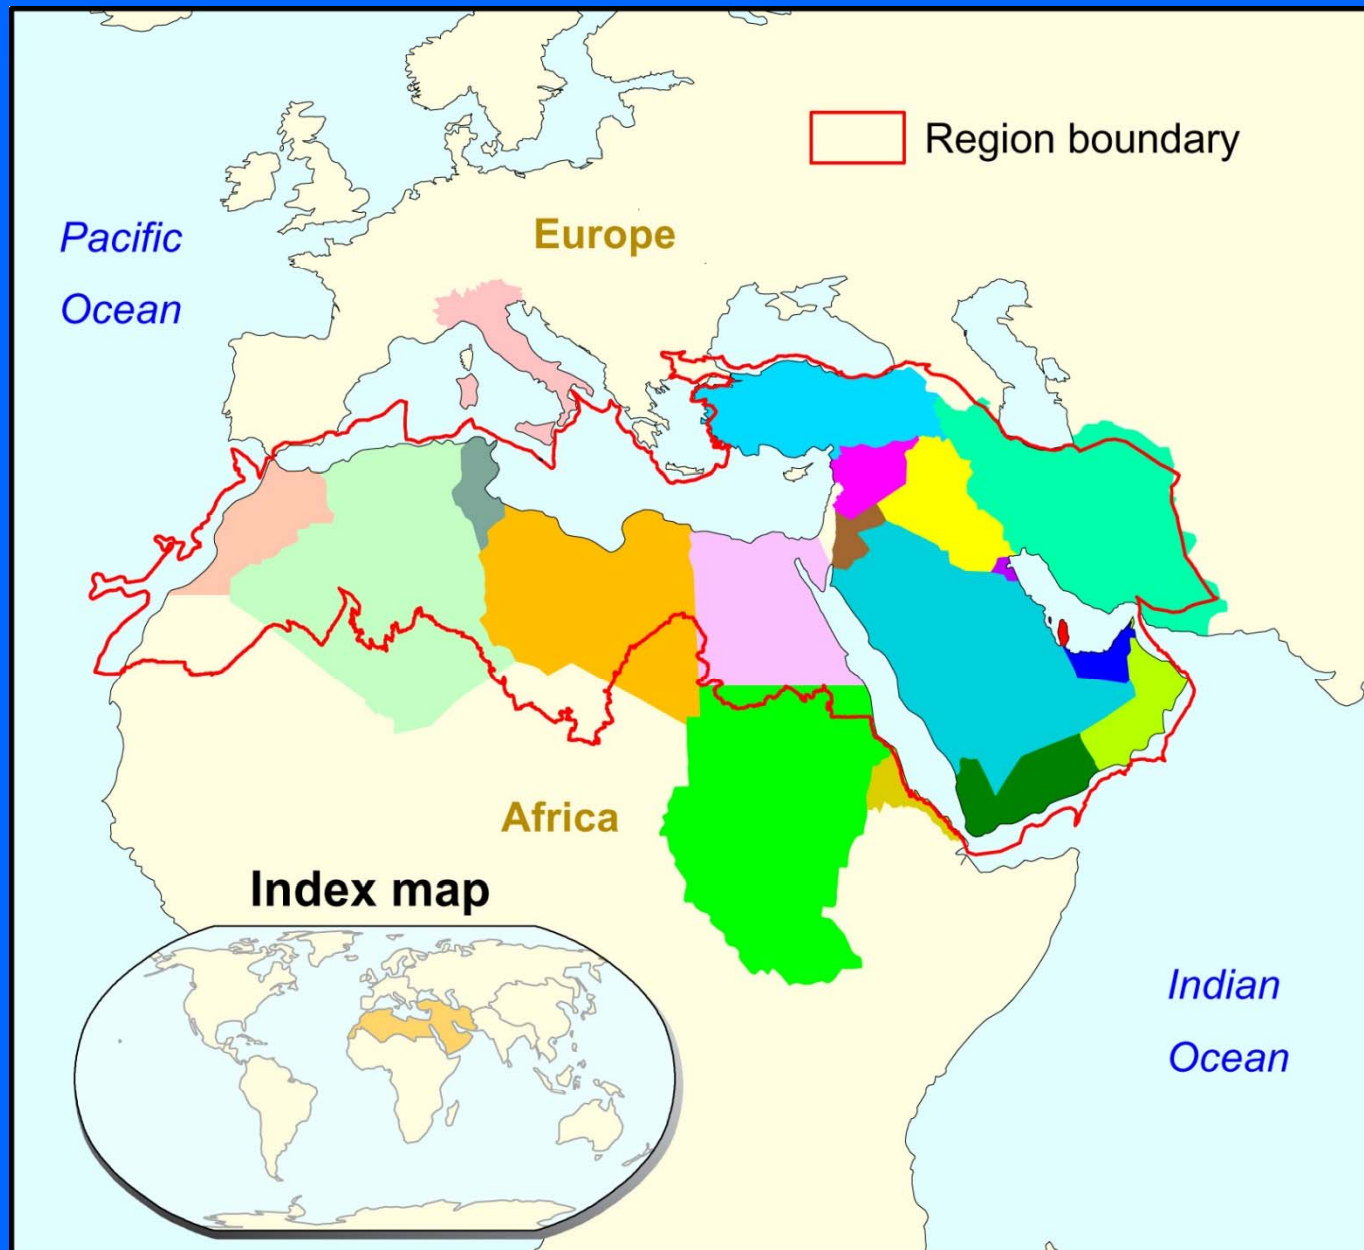 Region boundary
Europe
Pacific
Ocean
Africa
Index map
Indian
Ocean